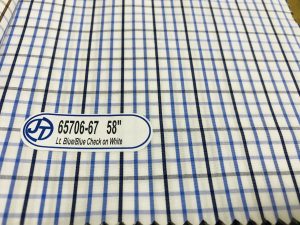 JT
65706-67 58"
Lt. Blue/Blue Check on White